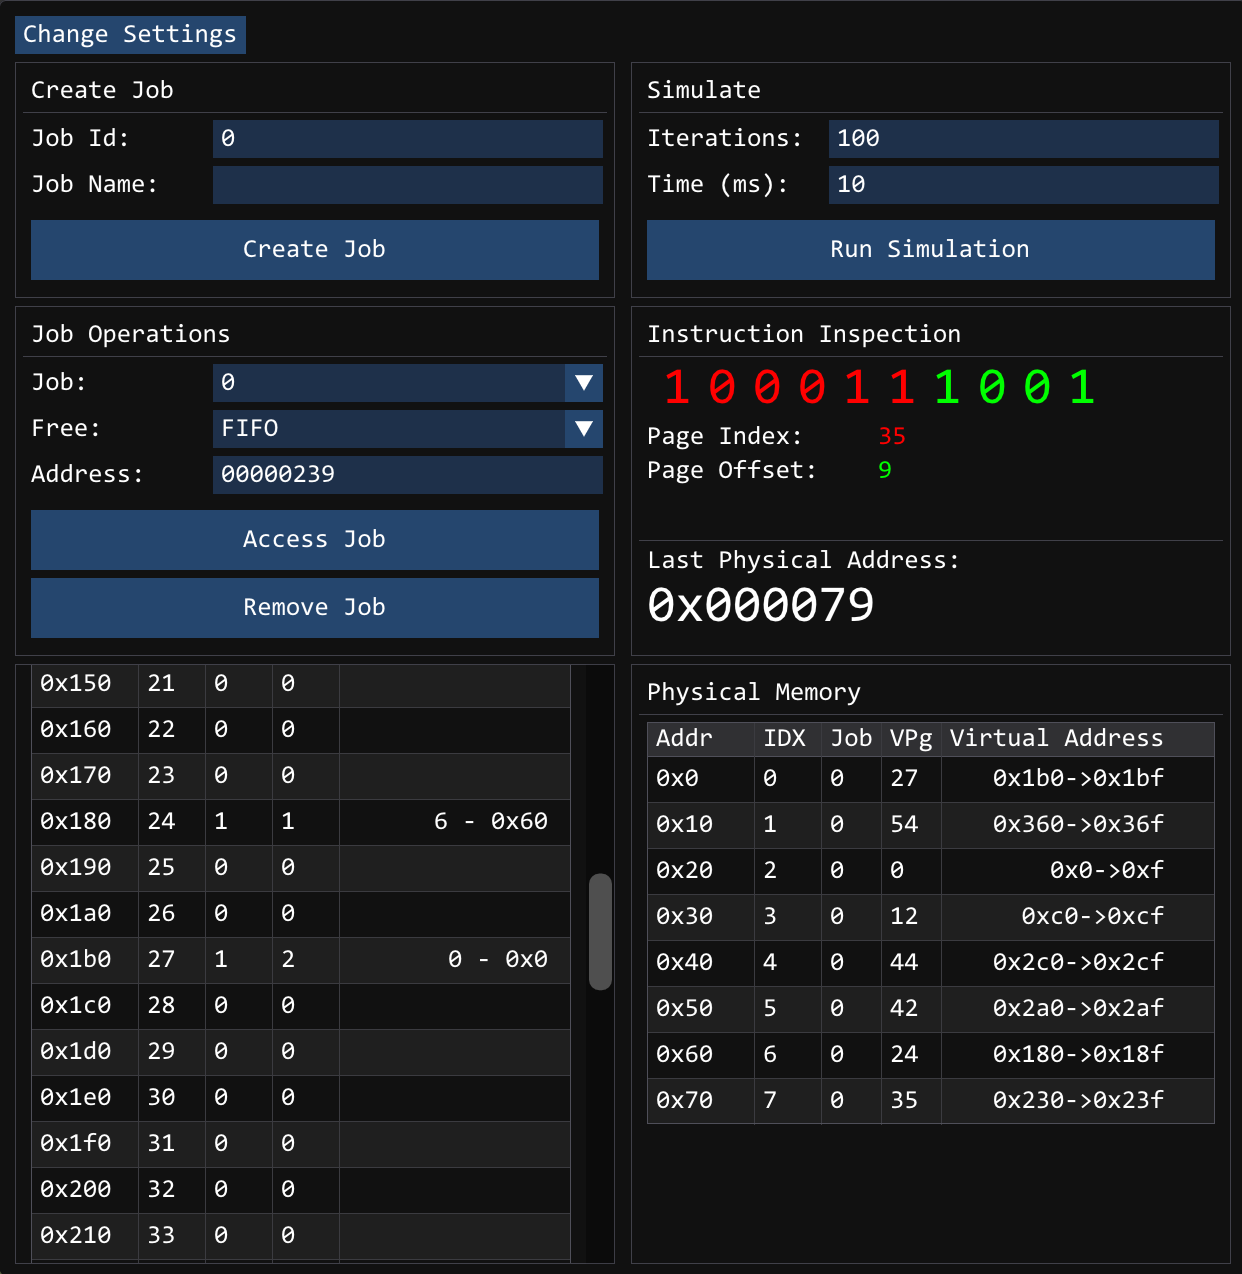 Change Settings
Create Job
Job Id: 0
Job Name:
Create Job
Simulate
Iterations: 100
Time (ms): 10
Run Simulation
Job Operations
Job: 0
Free: FIFO
Address: 00000239
Access Job
Remove Job
Instruction Inspection
1 0 0 0 1 1 1 0 0 1
Page Index: 35
Page Offset: 9
Last Physical Address:
0x000079
0x150 21 0 0
0x160 22 0 0
0x170 23 0 0
0x180 24 1 1 6 - 0x60
0x190 25 0 0
0x1a0 26 0 0
0x1b0 27 1 2 0 - 0x0
0x1c0 28 0 0
0x1d0 29 0 0
0x1e0 30 0 0
0x1f0 31 0 0
0x200 32 0 0
0x210 33 0 0
Physical Memory
Addr IDX Job VPg Virtual Address
0x0 0 0 27 0x1b0->0x1bf
0x10 1 0 54 0x360->0x36f
0x20 2 0 0 0x0->0xf
0x30 3 0 12 0xc0->0xcf
0x40 4 0 44 0x2c0->0x2cf
0x50 5 0 42 0x2a0->0x2af
0x60 6 0 24 0x180->0x18f
0x70 7 0 35 0x230->0x23f